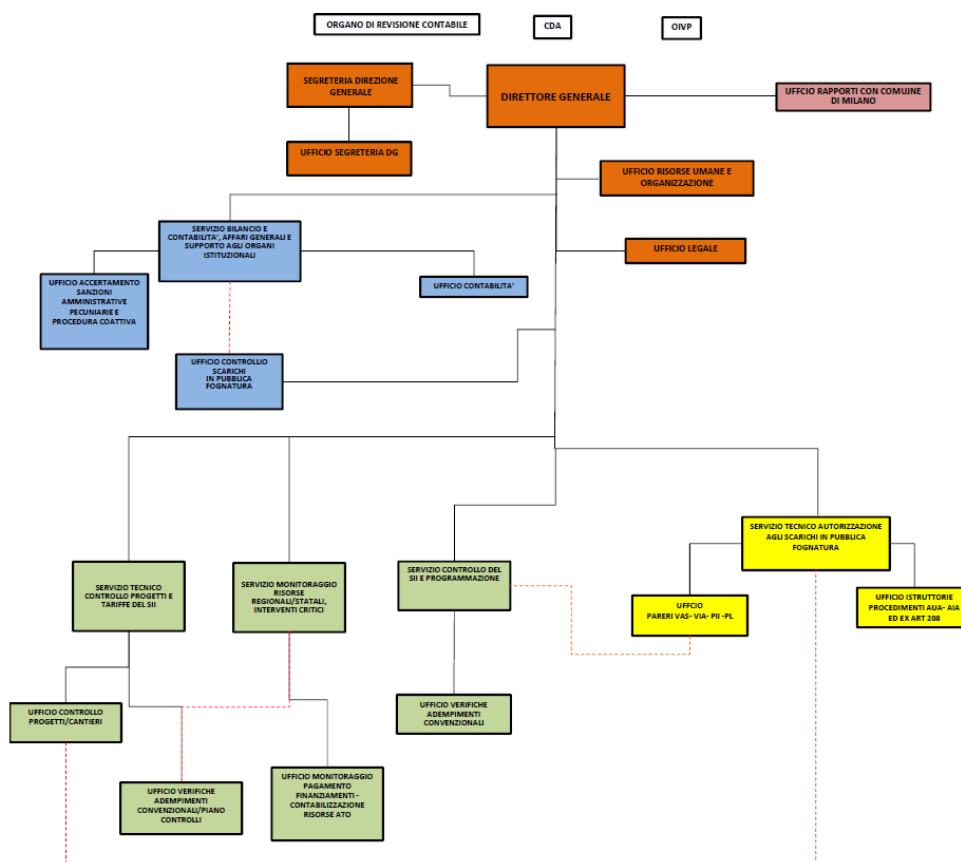 ORGANO DI REVISIONE CONTABILE
CDA
OIVP
SEGRETERIA DIREZIONE
GENERALE
DIRETTORE GENERALE
UFFICIO RAPPORTI CON COMUNE
DI MILANO
UFFICIO SEGRETERIA DG
UFFICIO RISORSE UMANE E
ORGANIZZAZIONE
SERVIZIO BILANCIO E
CONTABILITA', AFFARI GENERALI E
SUPPORTO AGLI ORGANI
ISTITUZIONALI
UFFICIO LEGALE
UFFICIO ACCERTAMENTO
SANZIONI
AMMINISTRATIVE
PECUNIARIE E
PROCEDURA COATTIVA
UFFICIO CONTABILITA'
UFFICIO CONTROLLIO
SCARICHI
IN PUBBLICA
FOGNATURA
SERVIZIO TECNICO AUTORIZZAZIONE
AGLI SCARICHI IN PUBBLICA
FOGNATURA
SERVIZIO TECNICO
CONTROLLO PROGETTI E
TARIFFE DEL SII
SERVIZIO MONITORAGGIO
RISORSE
REGIONALI/STATALI,
INTERVENTI CRITICI
SERVIZIO CONTROLLO DEL
SII E PROGRAMMAZIONE
UFFICIO
PARERI VAS- VIA- PII -PL
UFFICIO ISTRUTTORIE
PROCEDIMENTI AUA- AIA
ED EX ART 208
UFFICIO CONTROLLO
PROGETTI/CANTIERI
UFFICIO VERIFICHE
ADEMPIMENTI
CONVENZIONALI
UFFICIO VERIFICHE
ADEMPIMENTI
CONVENZIONALI/PIANO
CONTROLLI
UFFICIO MONITORAGGIO
PAGAMENTO
FINANZIAMENTI -
CONTABILIZZAZIONE
RISORSE ATO